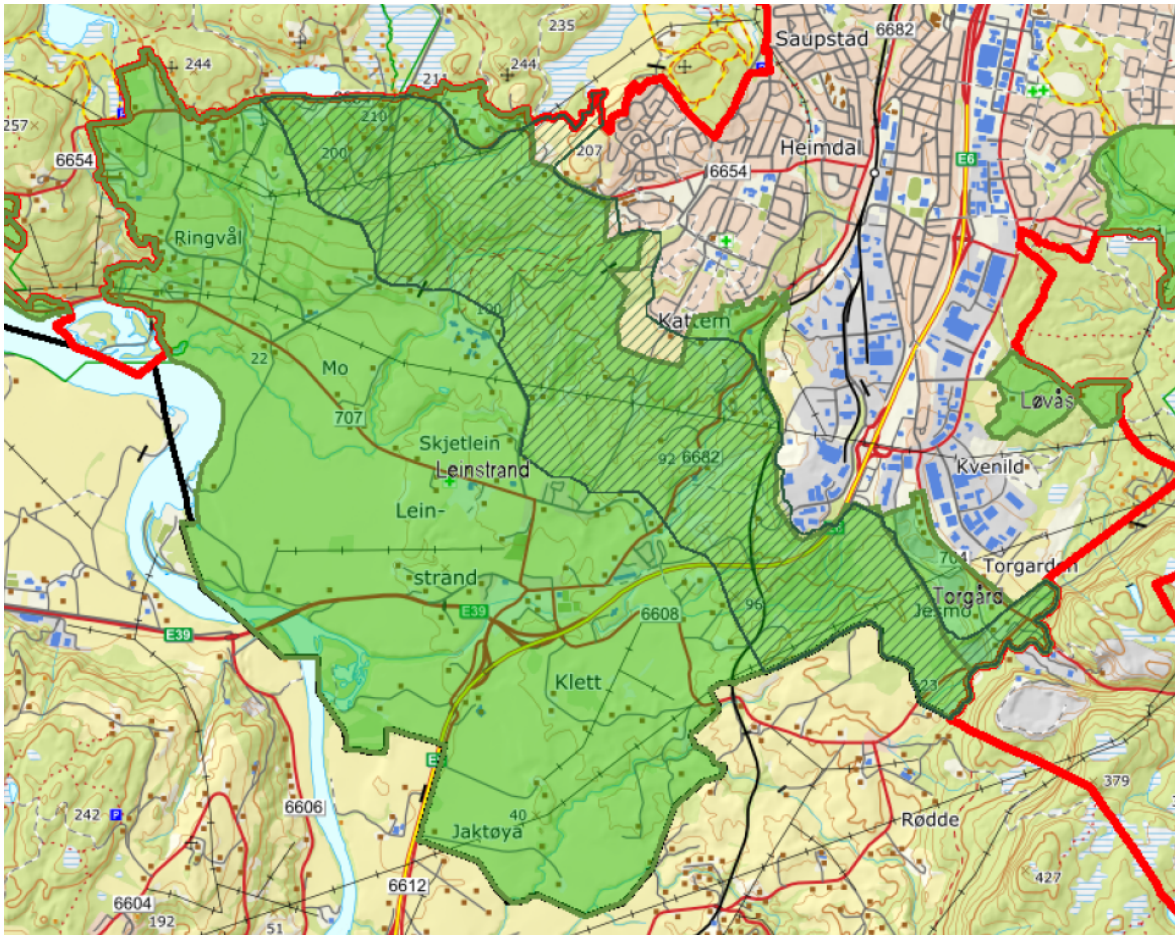 235
Saupstad
6682
244
211
244
210
257
207
200
6654
Heimdal
E6
6654
Ringvål
100
Kattem
22
Mo
707
Løvås
Skjetlein
92
6682
Leinstrand
Kvenild
Lein-
704
Torgarden
strand
Torgård
E39
96
6608
Jesmo
E39
Klett
23
379
242
P
6606
40
Jaktøya
Rødde
6612
427
6604
192
51